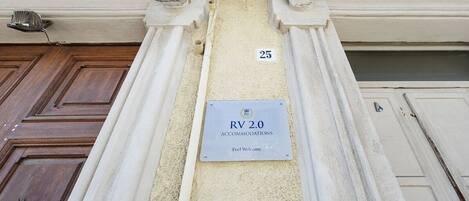 25
RV 2.0
ACCOMMODATIONS
Feel Welcome